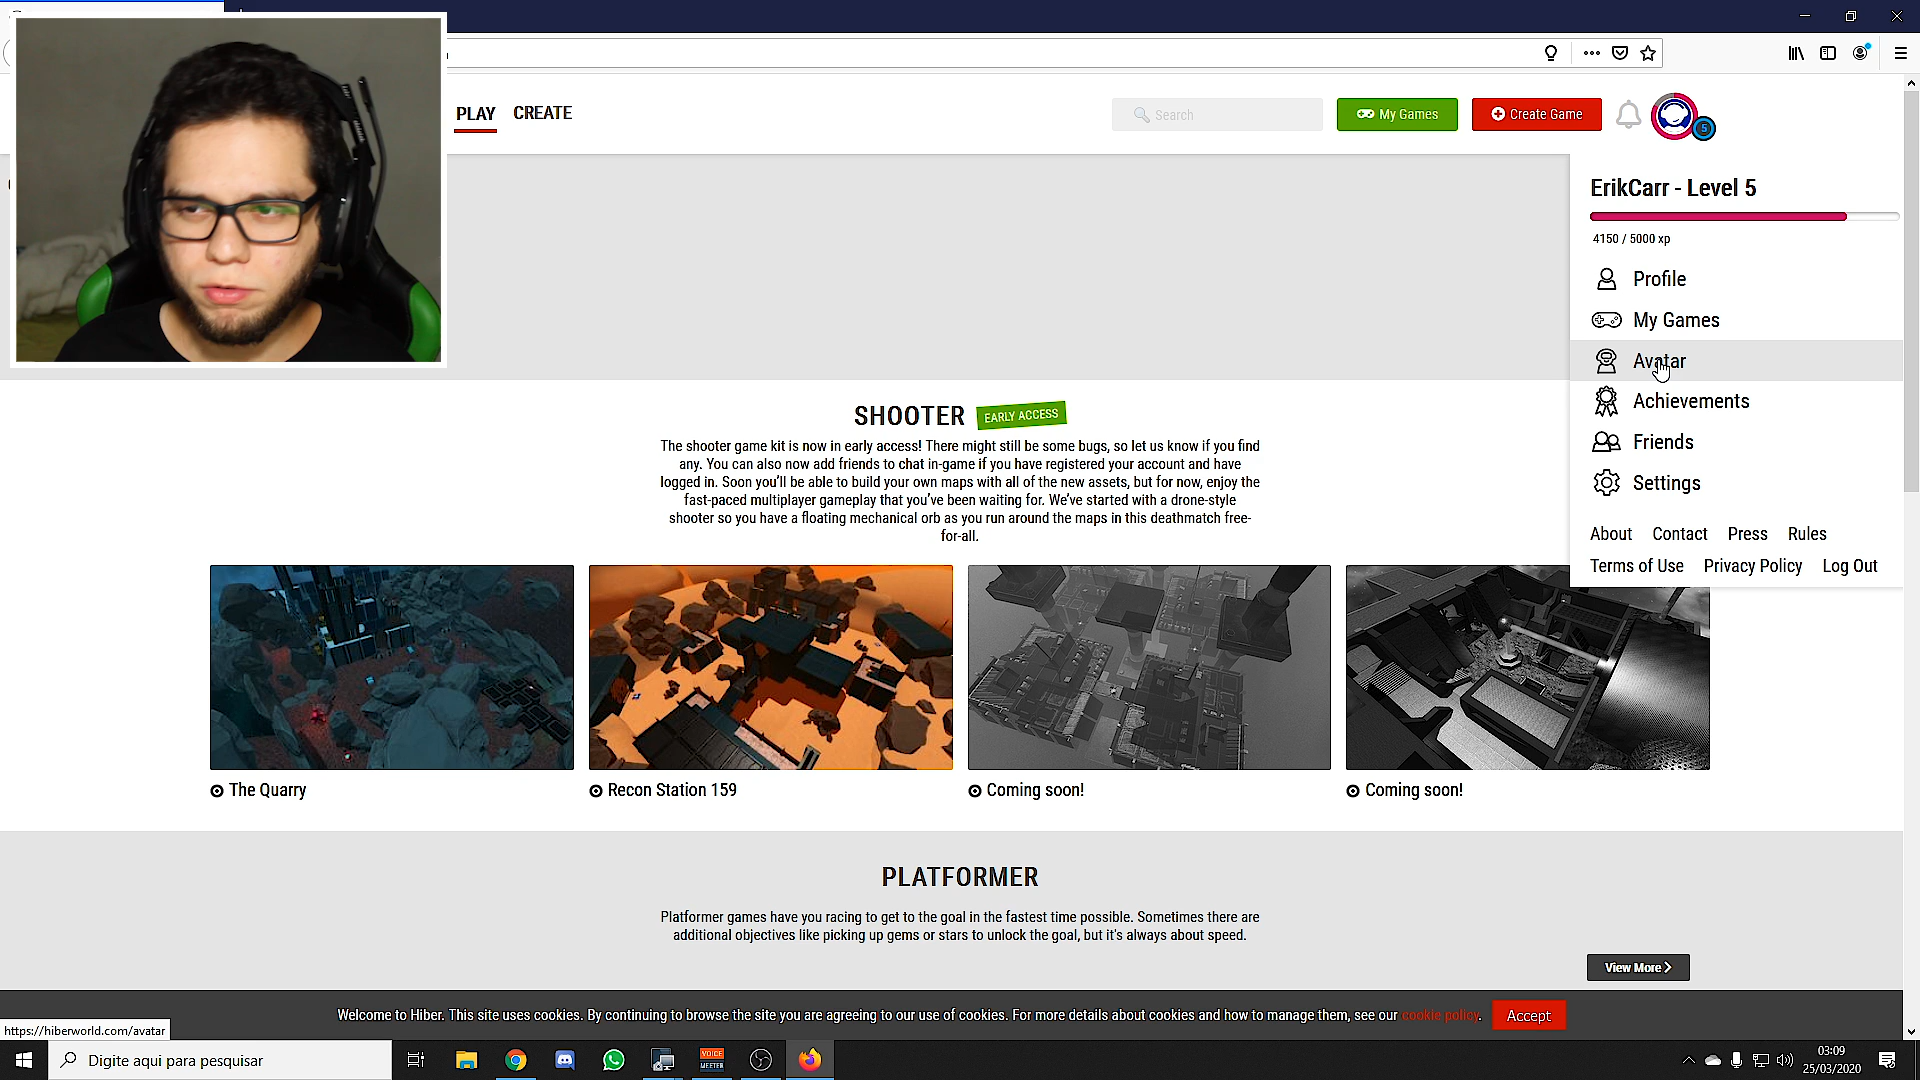 PLAY CREATE
Search
My Games
Create Game
5
ErikCarr - Level 5
4150 / 5000 xp
Profile
My Games
Avatar
Achievements
Friends
Settings
About Contact Press Rules
Terms of Use Privacy Policy Log Out
SHOOTER EARLY ACCESS
The shooter game kit is now in early access! There might still be some bugs, so let us know if you find
any. You can also now add friends to chat in-game if you have registered your account and have
logged in. Soon you'll be able to build your own maps with all of the new assets, but for now, enjoy the
fast-paced multiplayer gameplay that you've been waiting for. We've started with a drone-style
shooter so you have a floating mechanical orb as you run around the maps in this deathmatch free-
for-all.
The Quarry
Recon Station 159
Coming soon!
Coming soon!
PLATFORMER
Platformer games have you racing to get to the goal in the fastest time possible. Sometimes there are
additional objectives like picking up gems or stars to unlock the goal, but it's always about speed.
View More
Welcome to Hiber. This site uses cookies. By continuing to browse the site you are agreeing to our use of cookies. For more details about cookies and how to manage them, see our cookie policy.
Accept
https://hiberworld.com/avatar
Digite aqui para pesquisar
VOICE
MEETER
03:09
25/03/2020